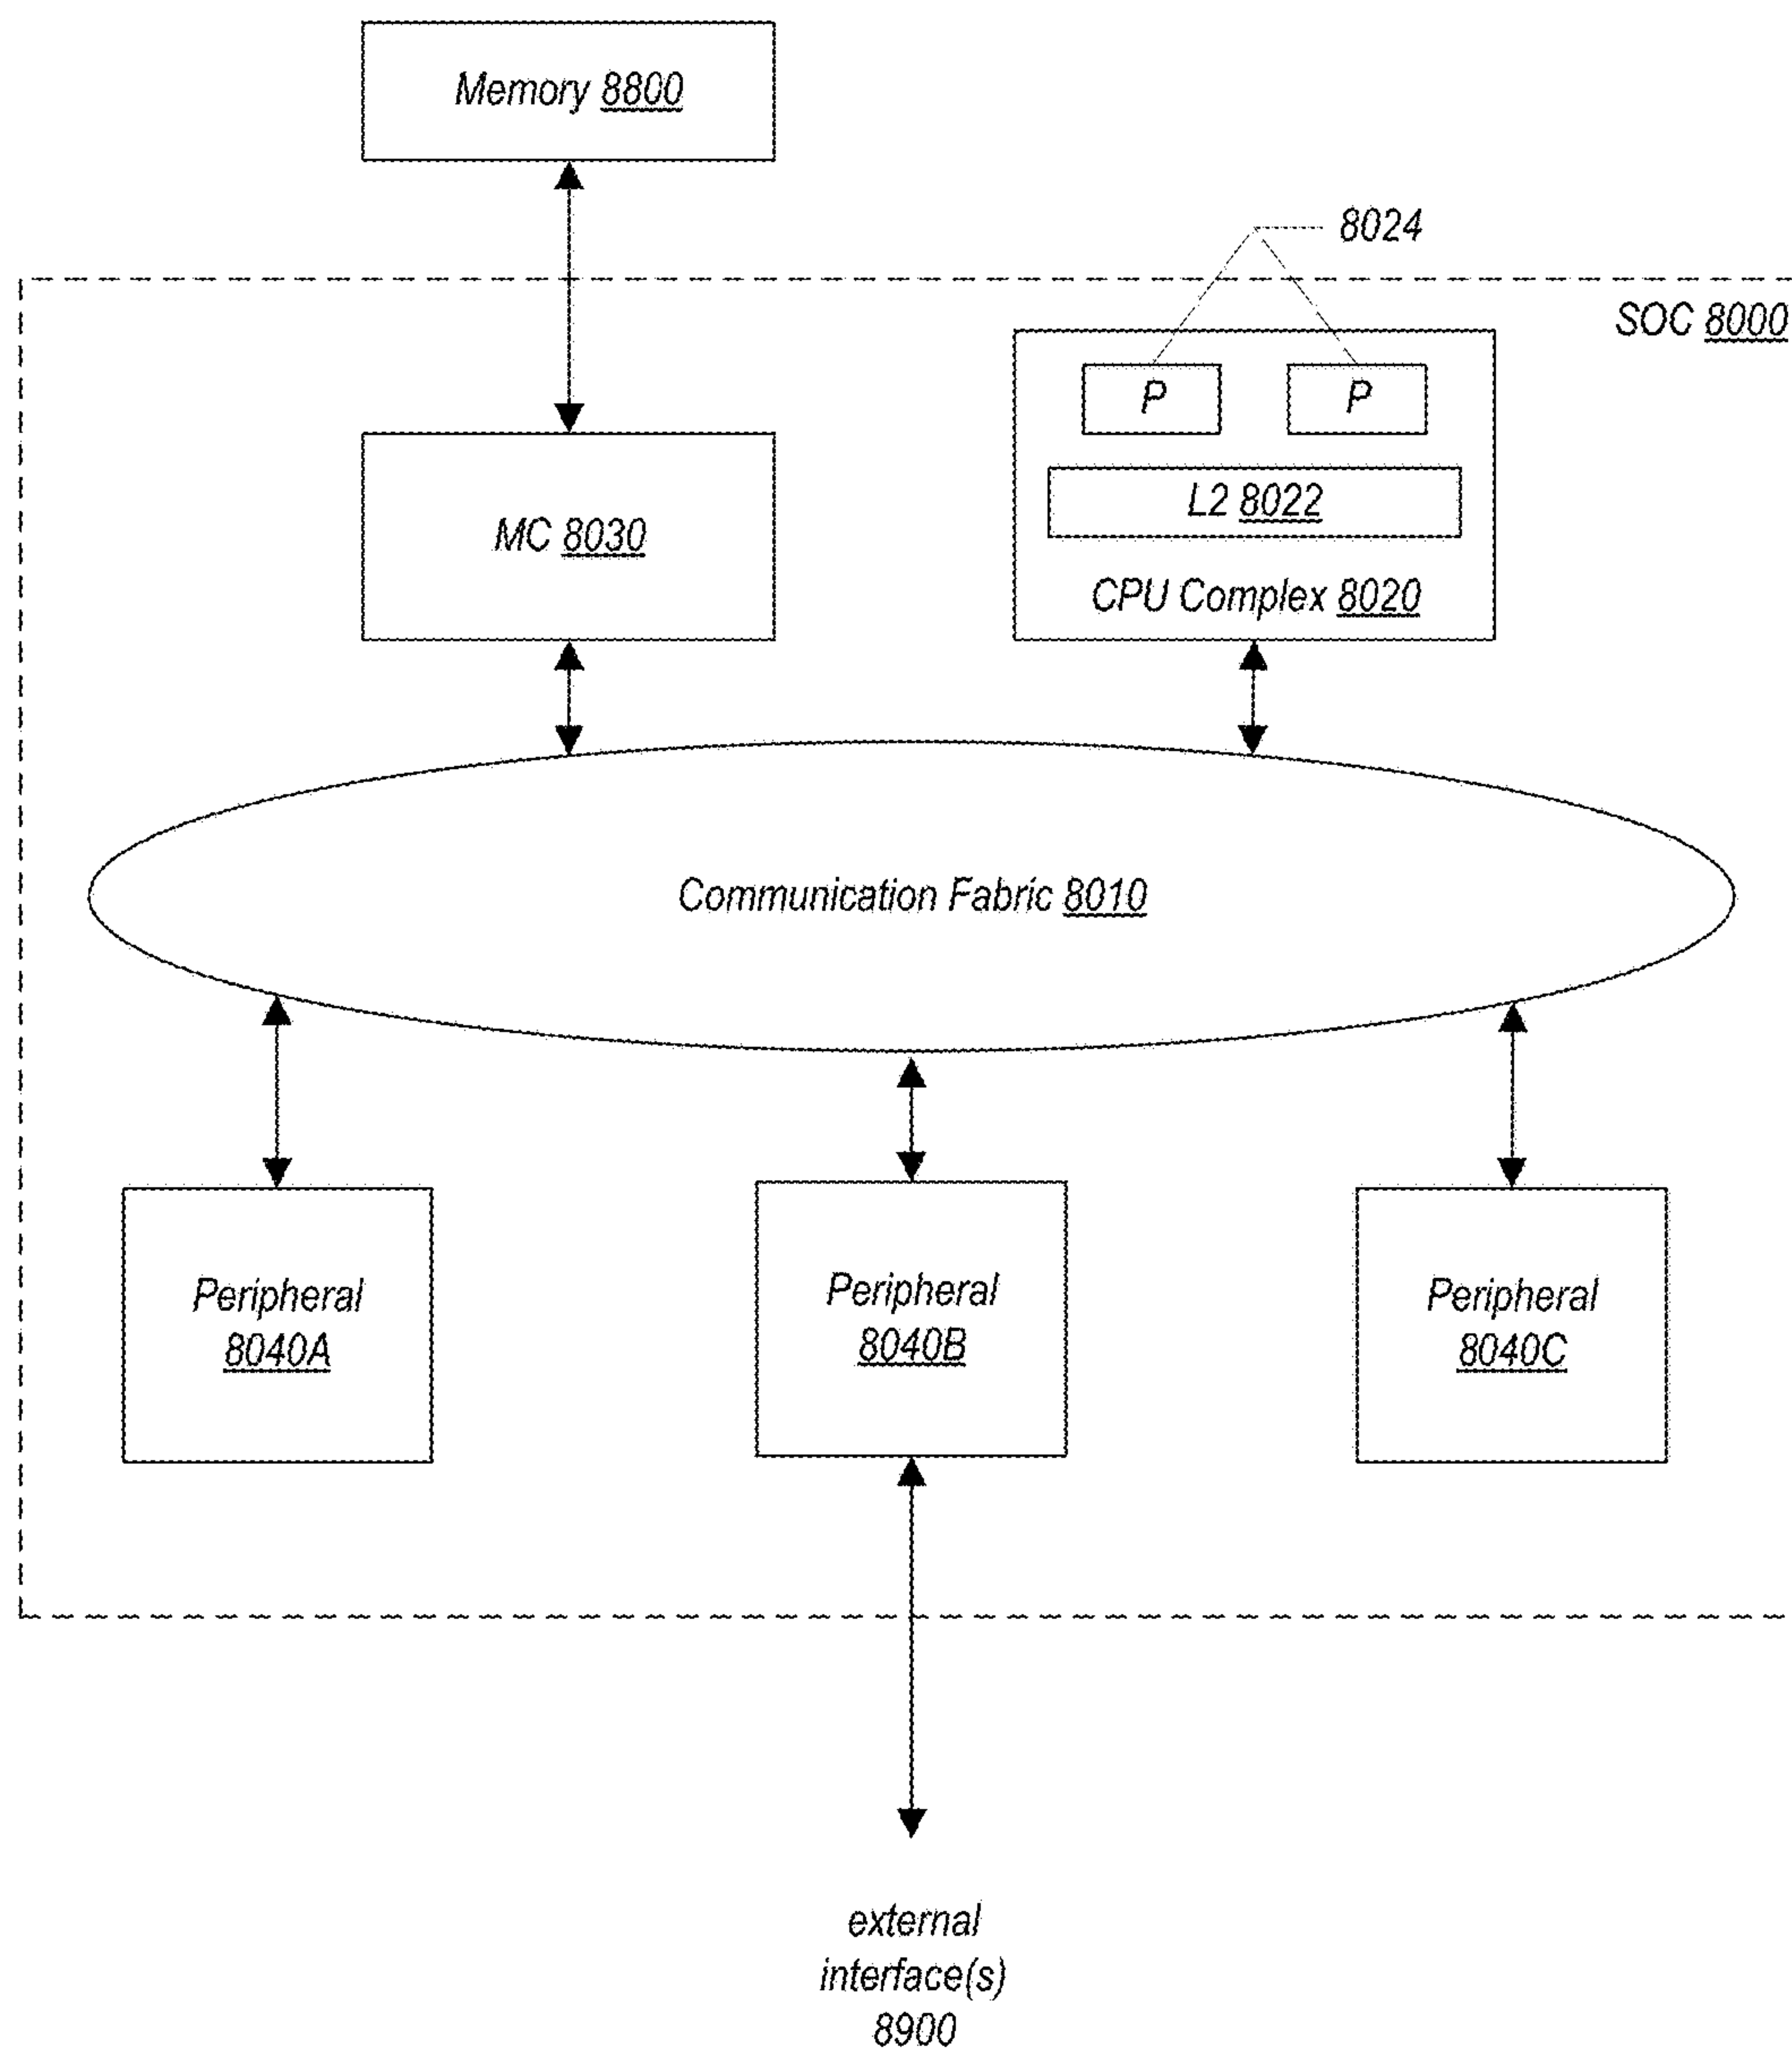 Memory 8800
8024
SOC 8000
P
P
MC 8030
L2 8022
CPU Complex 8020
Communication Fabric 8010
Peripheral
8040A
Peripheral
8040B
Peripheral
8040C
external
interface(s)
8900